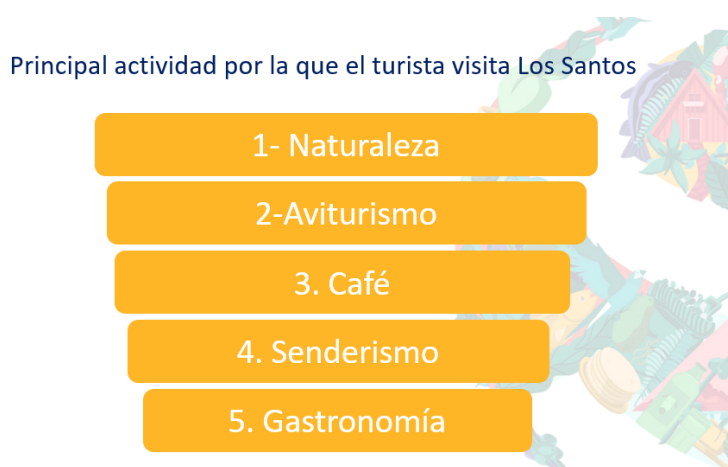 Principal actividad por la que el turista visita Los Santos
1- Naturaleza
2-Aviturismo
3. Café
4. Senderismo
5. Gastronomía